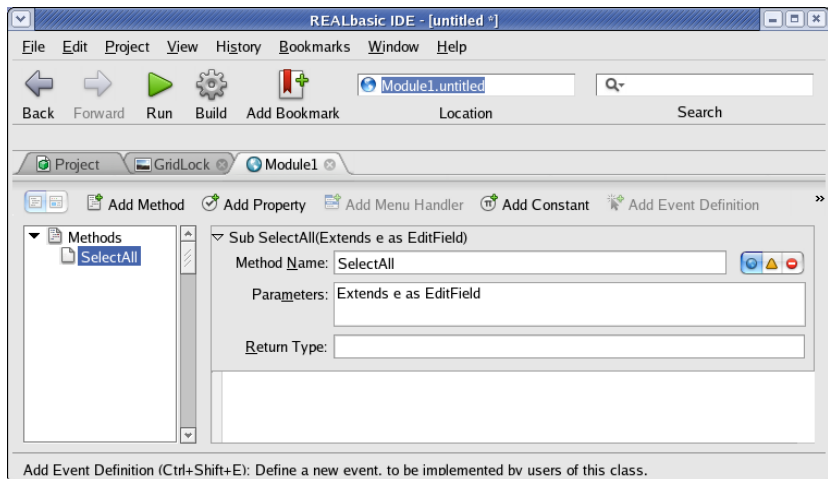 REALbasic IDE - [untitled *]
File Edit Project View History Bookmarks Window Help
Module1.untitled
Back Forward Run Build Add Bookmark Location Search
Project GridLock Module1
Add Method Add Property Add Menu Handler Add Constant Add Event Definition »
Methods
SelectAll
Sub SelectAll(Extends e as EditField)
Method Name: SelectAll
Parameters: Extends e as EditField
Return Type:
Add Event Definition (Ctrl+Shift+E): Define a new event, to be implemented by users of this class.